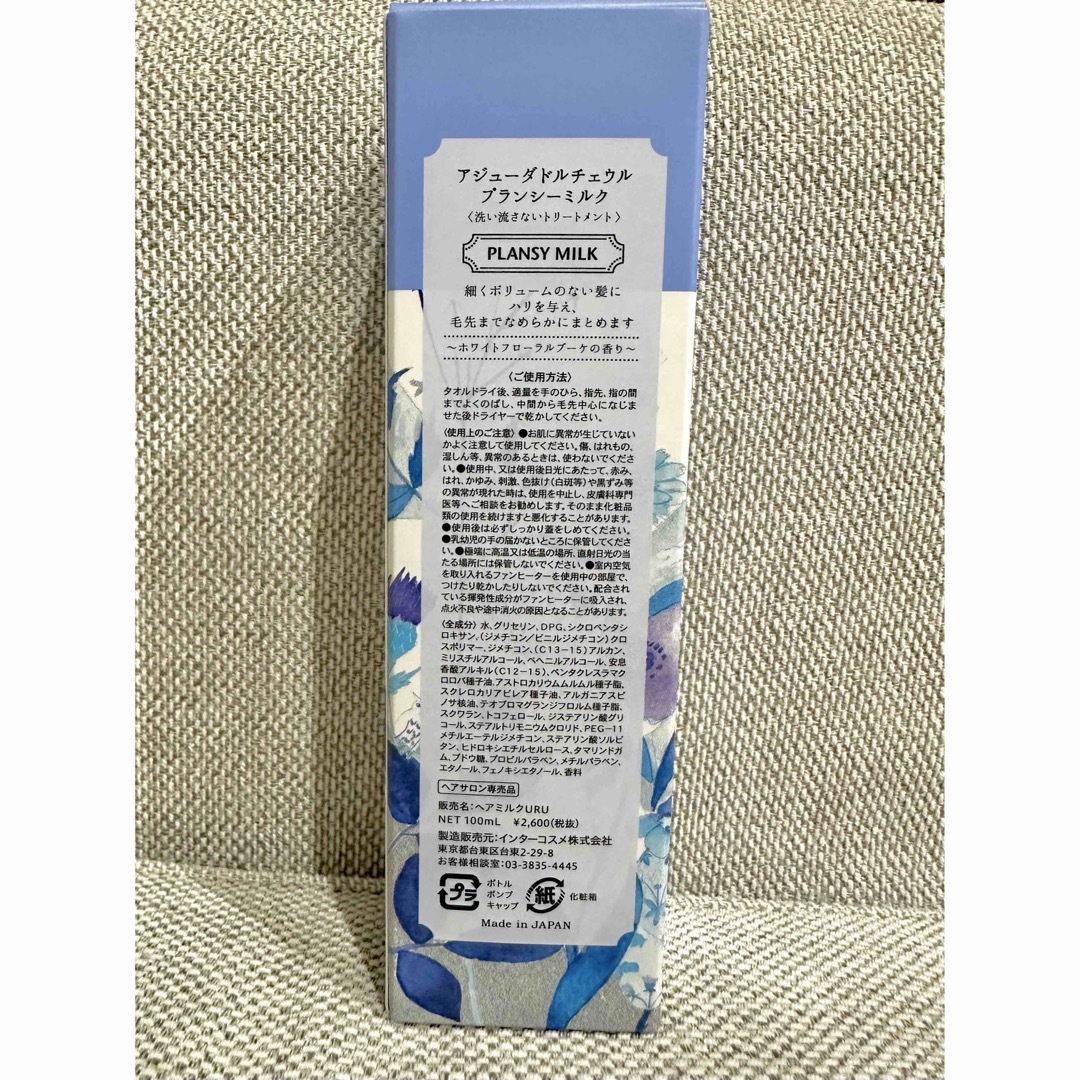 アジューダドルチェウル
プランシーミルク
〈洗い流さないトリートメント〉
PLANSY MILK
細くボリュームのない髪に
ハリを与え、
毛先までなめらかにまとめます
〜ホワイトフローラルブーケの香り〜
〈ご使用方法〉
タオルドライ後、適量を手のひら、指先、指の間
までよくのばし、中間から毛先中心になじま
せた後ドライヤーで乾かしてください。
〈使用上のご注意〉●お肌に異常が生じていない
かよく注意して使用してください。傷、はれもの、
湿しん等、異常のあるときは、使わないでくださ
い。●使用中、又は使用後日光にあたって、赤み、
はれ、かゆみ、刺激、色抜け(白斑等)や黒ずみ等
の異常が現れた時は、使用を中止し、皮膚科専門
医等へご相談をお勧めします。そのまま化粧品
類の使用を続けますと悪化することがあります。
●使用後は必ずしっかり蓋をしめてください。
●乳幼児の手の届かないところに保管してくださ
い。●極端に高温又は低温の場所、直射日光の当
たる場所には保管しないでください。●室内空気
を取り入れるファンヒーターを使用中の部屋で、
つけたり乾かしたりしないでください。配合され
ている揮発性成分がファンヒーターに吸入され、
点火不良や途中消火の原因となることがあります。
〈全成分〉水、グリセリン、DPG、シクロペンタシ
ロキサン、(ジメチコン/ビニルジメチコン)クロ
スポリマー、ジメチコン、(C13-15)アルカン、
ミリスチルアルコール、ベヘニルアルコール、安息
香酸アルキル(C12-15)、ペンタクレスラマク
ロロバ種子油、アストロカリウムムルムル種子脂、
スクレロカリアビレア種子油、アルガニアスピ
ノサ核油、テオブロマグランジフロルム種子脂、
スクワラン、トコフェロール、ジステアリン酸グリ
コール、ステアルトリモニウムクロリド、PEG-11
メチルエーテルジメチコン、ステアリン酸ソルビ
タン、ヒドロキシエチルセルロース、タマリンドガ
ム、ブドウ糖、プロピルパラベン、メチルパラベン、
エタノール、フェノキシエタノール、香料
ヘアサロン専売品
販売名:ヘアミルクURU
NET 100mL ¥2,600(税抜)
製造販売元:インターコスメ株式会社
東京都台東区台東2-29-8
お客様相談室:03-3835-4445
プラ
ボトル
ポンプ
キャップ
紙
化粧箱
Made in JAPAN